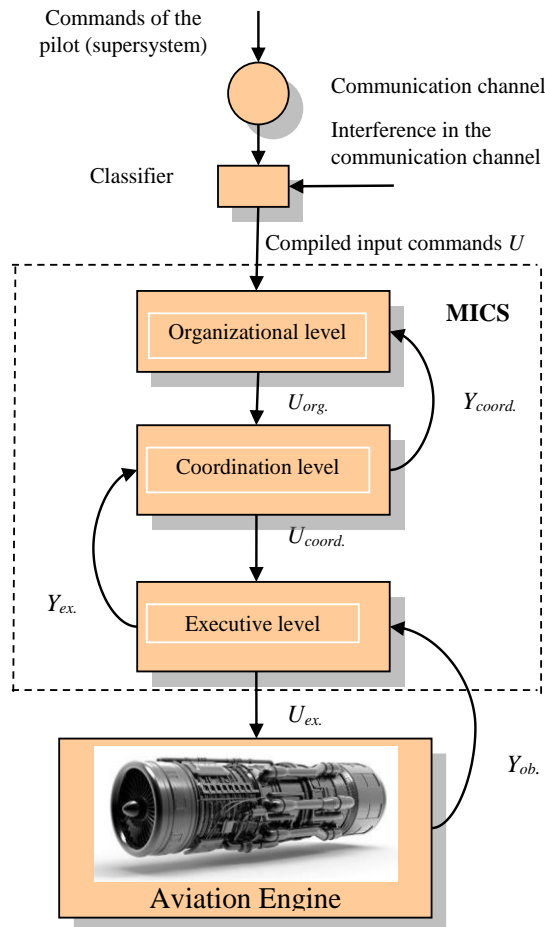 Commands of the
pilot (supersystem)
Communication channel
Interference in the
communication channel
Classifier
Compiled input commands U
MICS
Organizational level
Uorg.
Ycoord.
Coordination level
Ucoord.
Yex.
Executive level
Uex.
Yob.
Aviation Engine